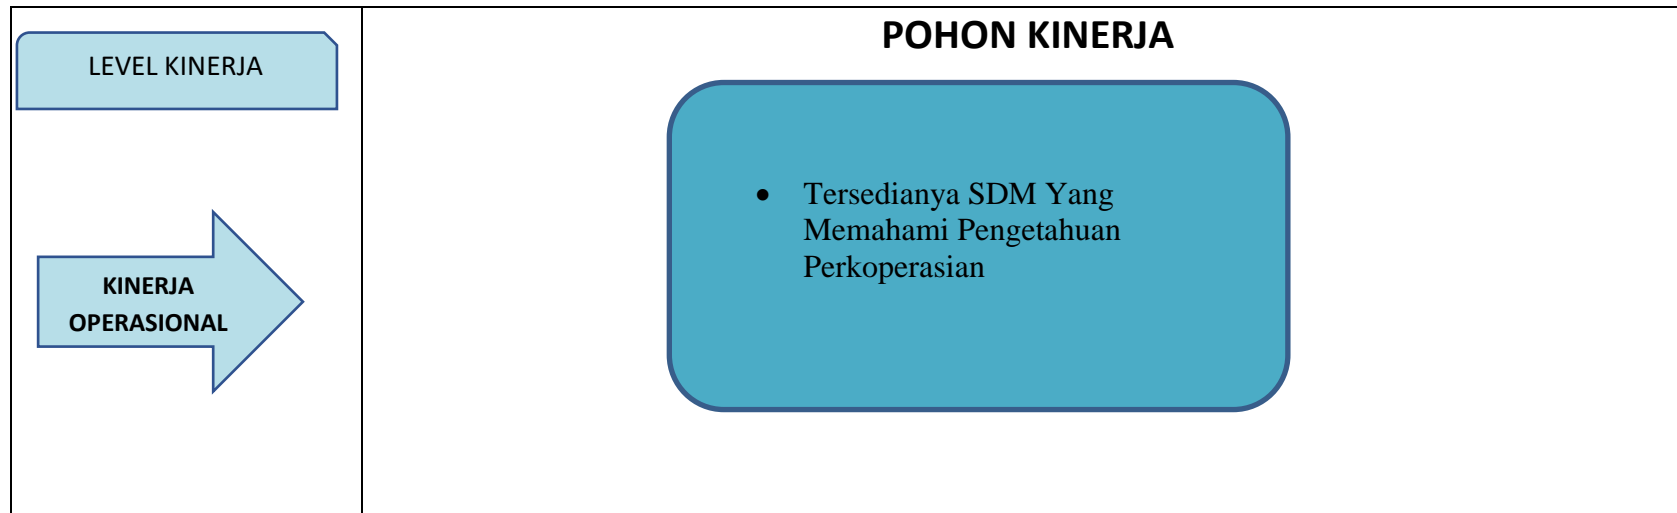 POHON KINERJA
LEVEL KINERJA
• Tersedianya SDM Yang
Memahami Pengetahuan
Perkoperasian
KINERJA
OPERASIONAL